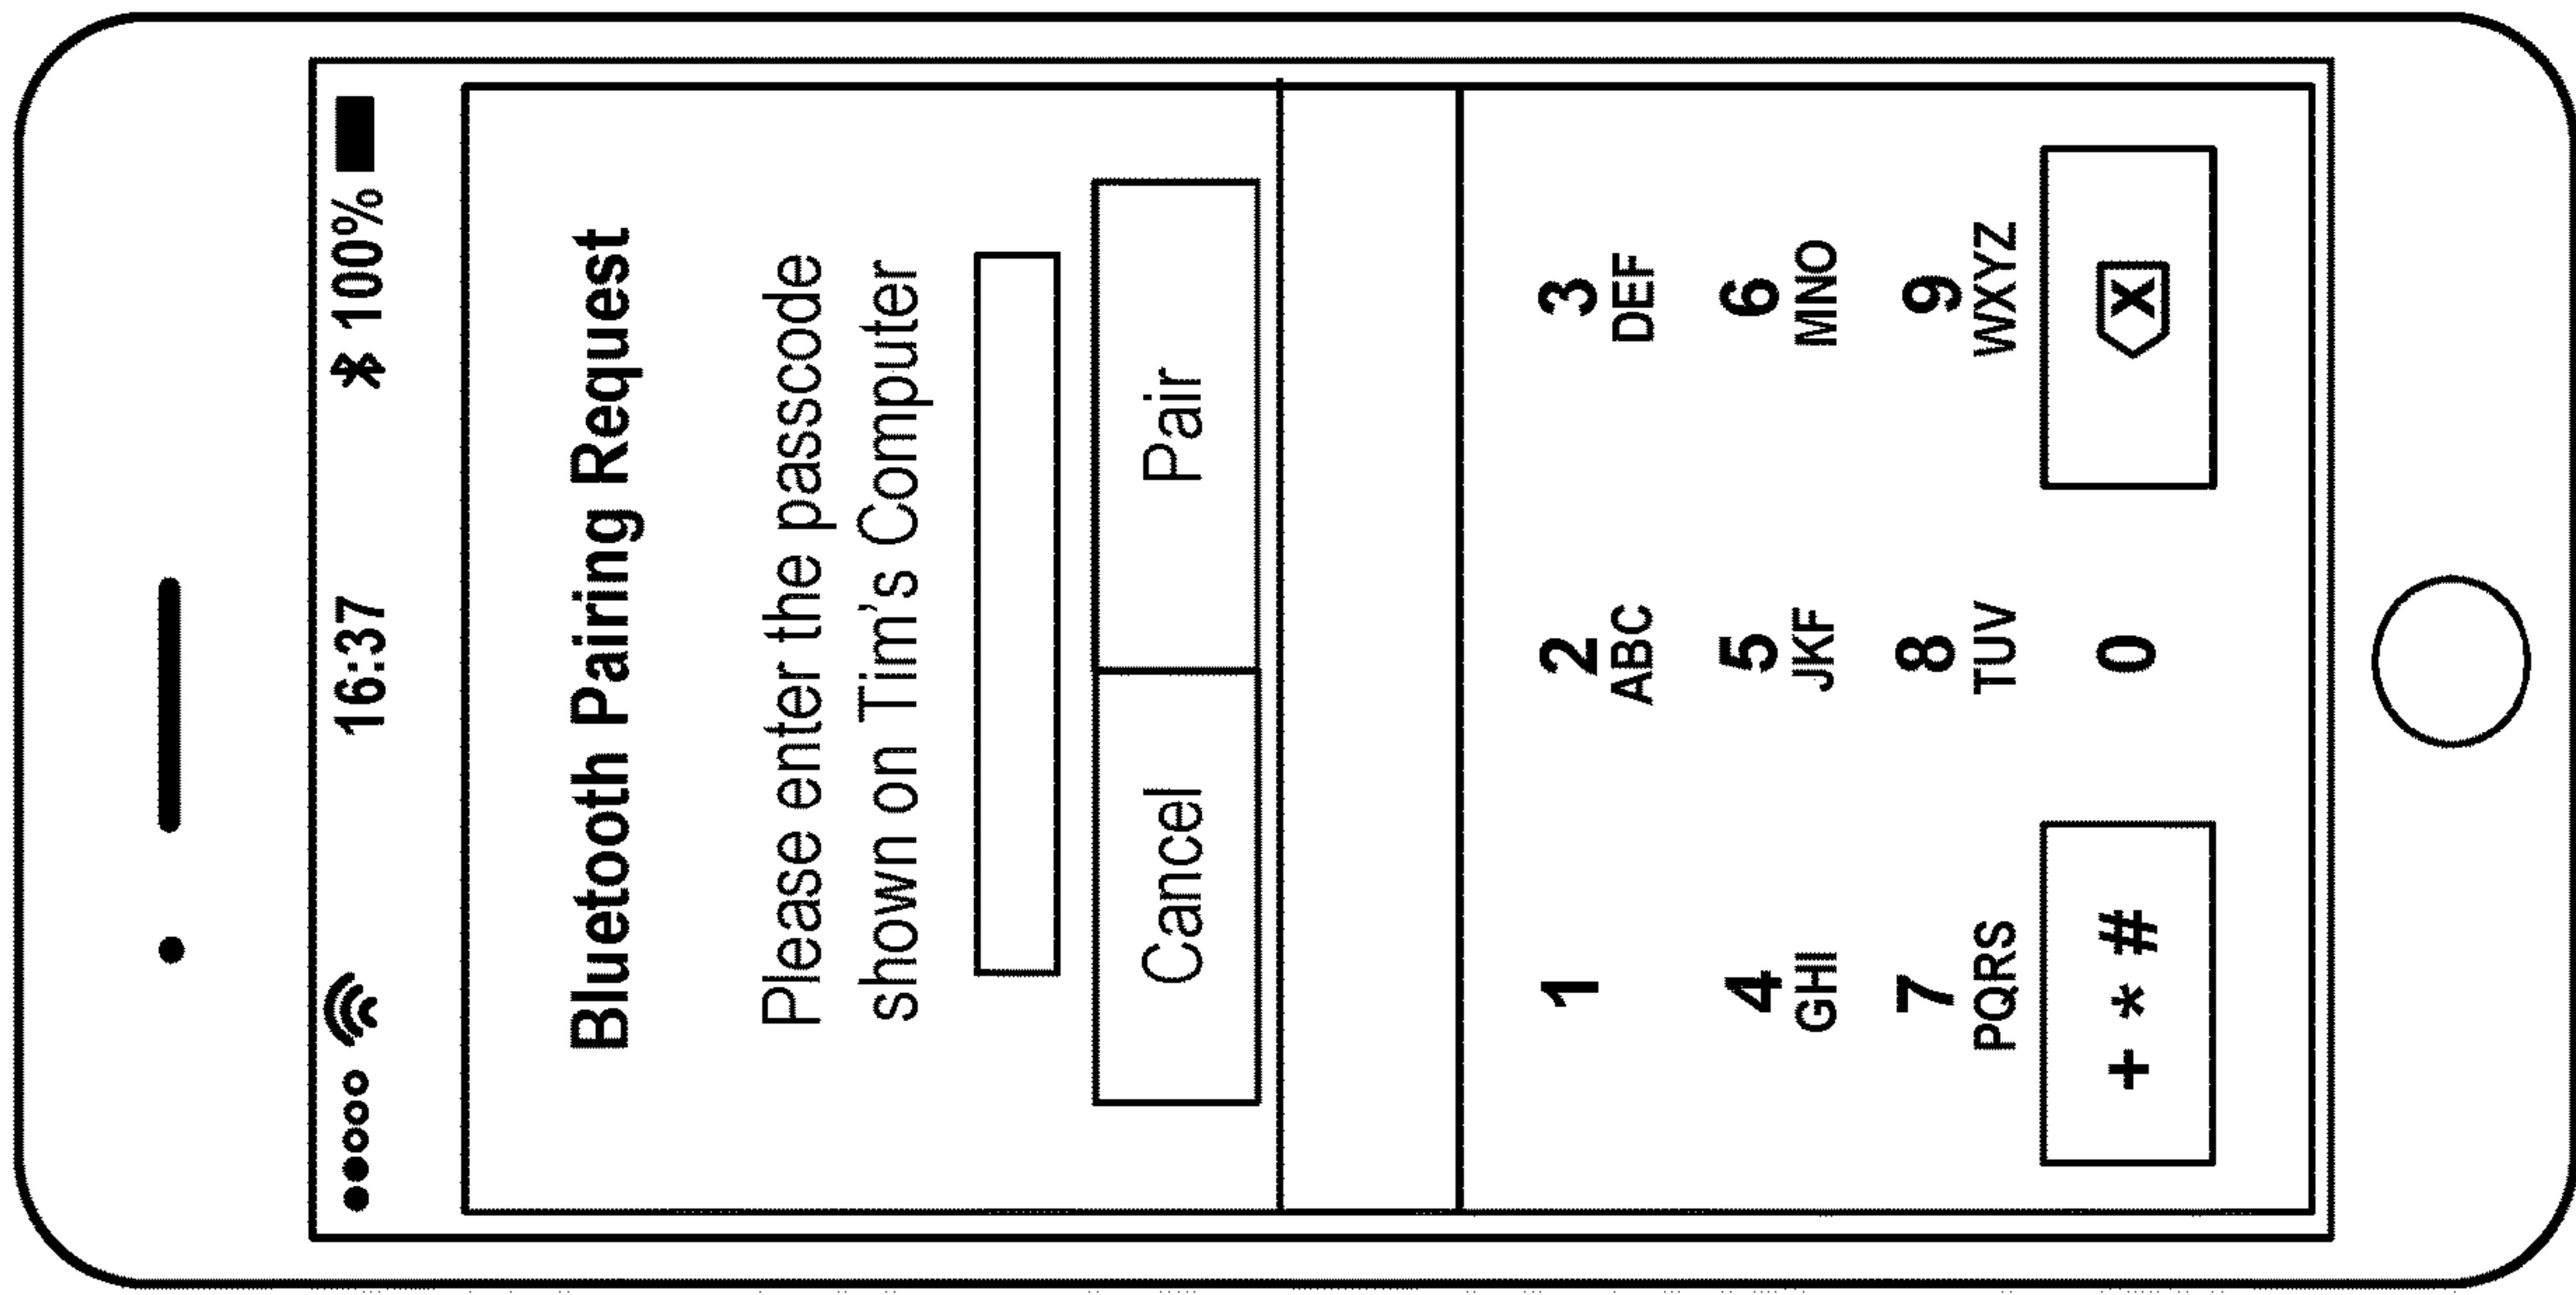 16:37 100%
Bluetooth Pairing Request
Please enter the passcode
shown on Tim's Computer
Cancel Pair
1 2 3
ABC DEF
4 5 6
GHI JKF MNO
7 8 9
PQRS TUV WXYZ
+ * # 0 X